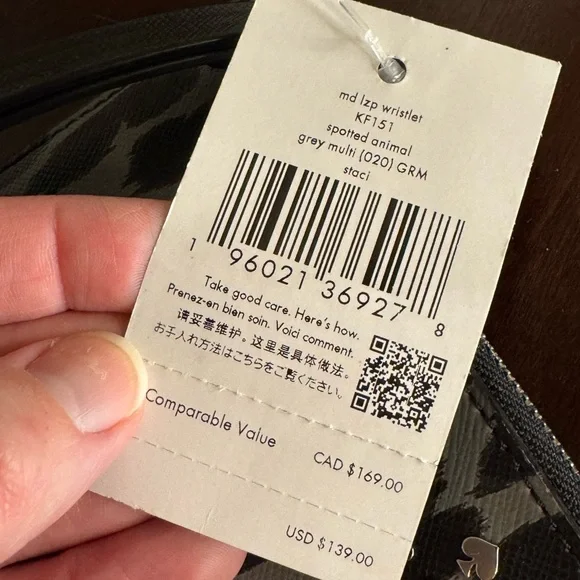 md lzp wristlet
KF151
spotted animal
grey multi (020) GRM
staci
1 96021 36927 8
Take good care. Here's how.
Prenez-en bien soin. Voici comment.
请妥善维护。这里是具体做法。
お手入れ方法はこちらをご覧ください。
Comparable Value
CAD $169.00
USD $139.00